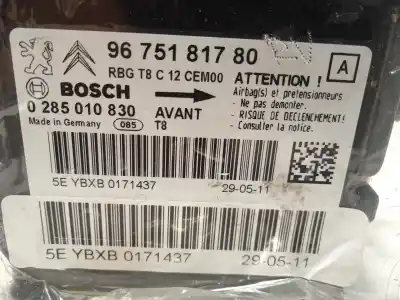 96 751 817 80
RBG T8 C 12 CEM00
ATTENTION !
A
BOSCH
Airbag(s) et pretensionneurs
- Ne pas demonter.
0 285 010 830
AVANT
- RISQUE DE DECLENCHEMENT!
Made in Germany
085
T8
- Consulter la notice.
5E YBXB 0171437
29-05-11
5E YBXB 0171437
29-05-11